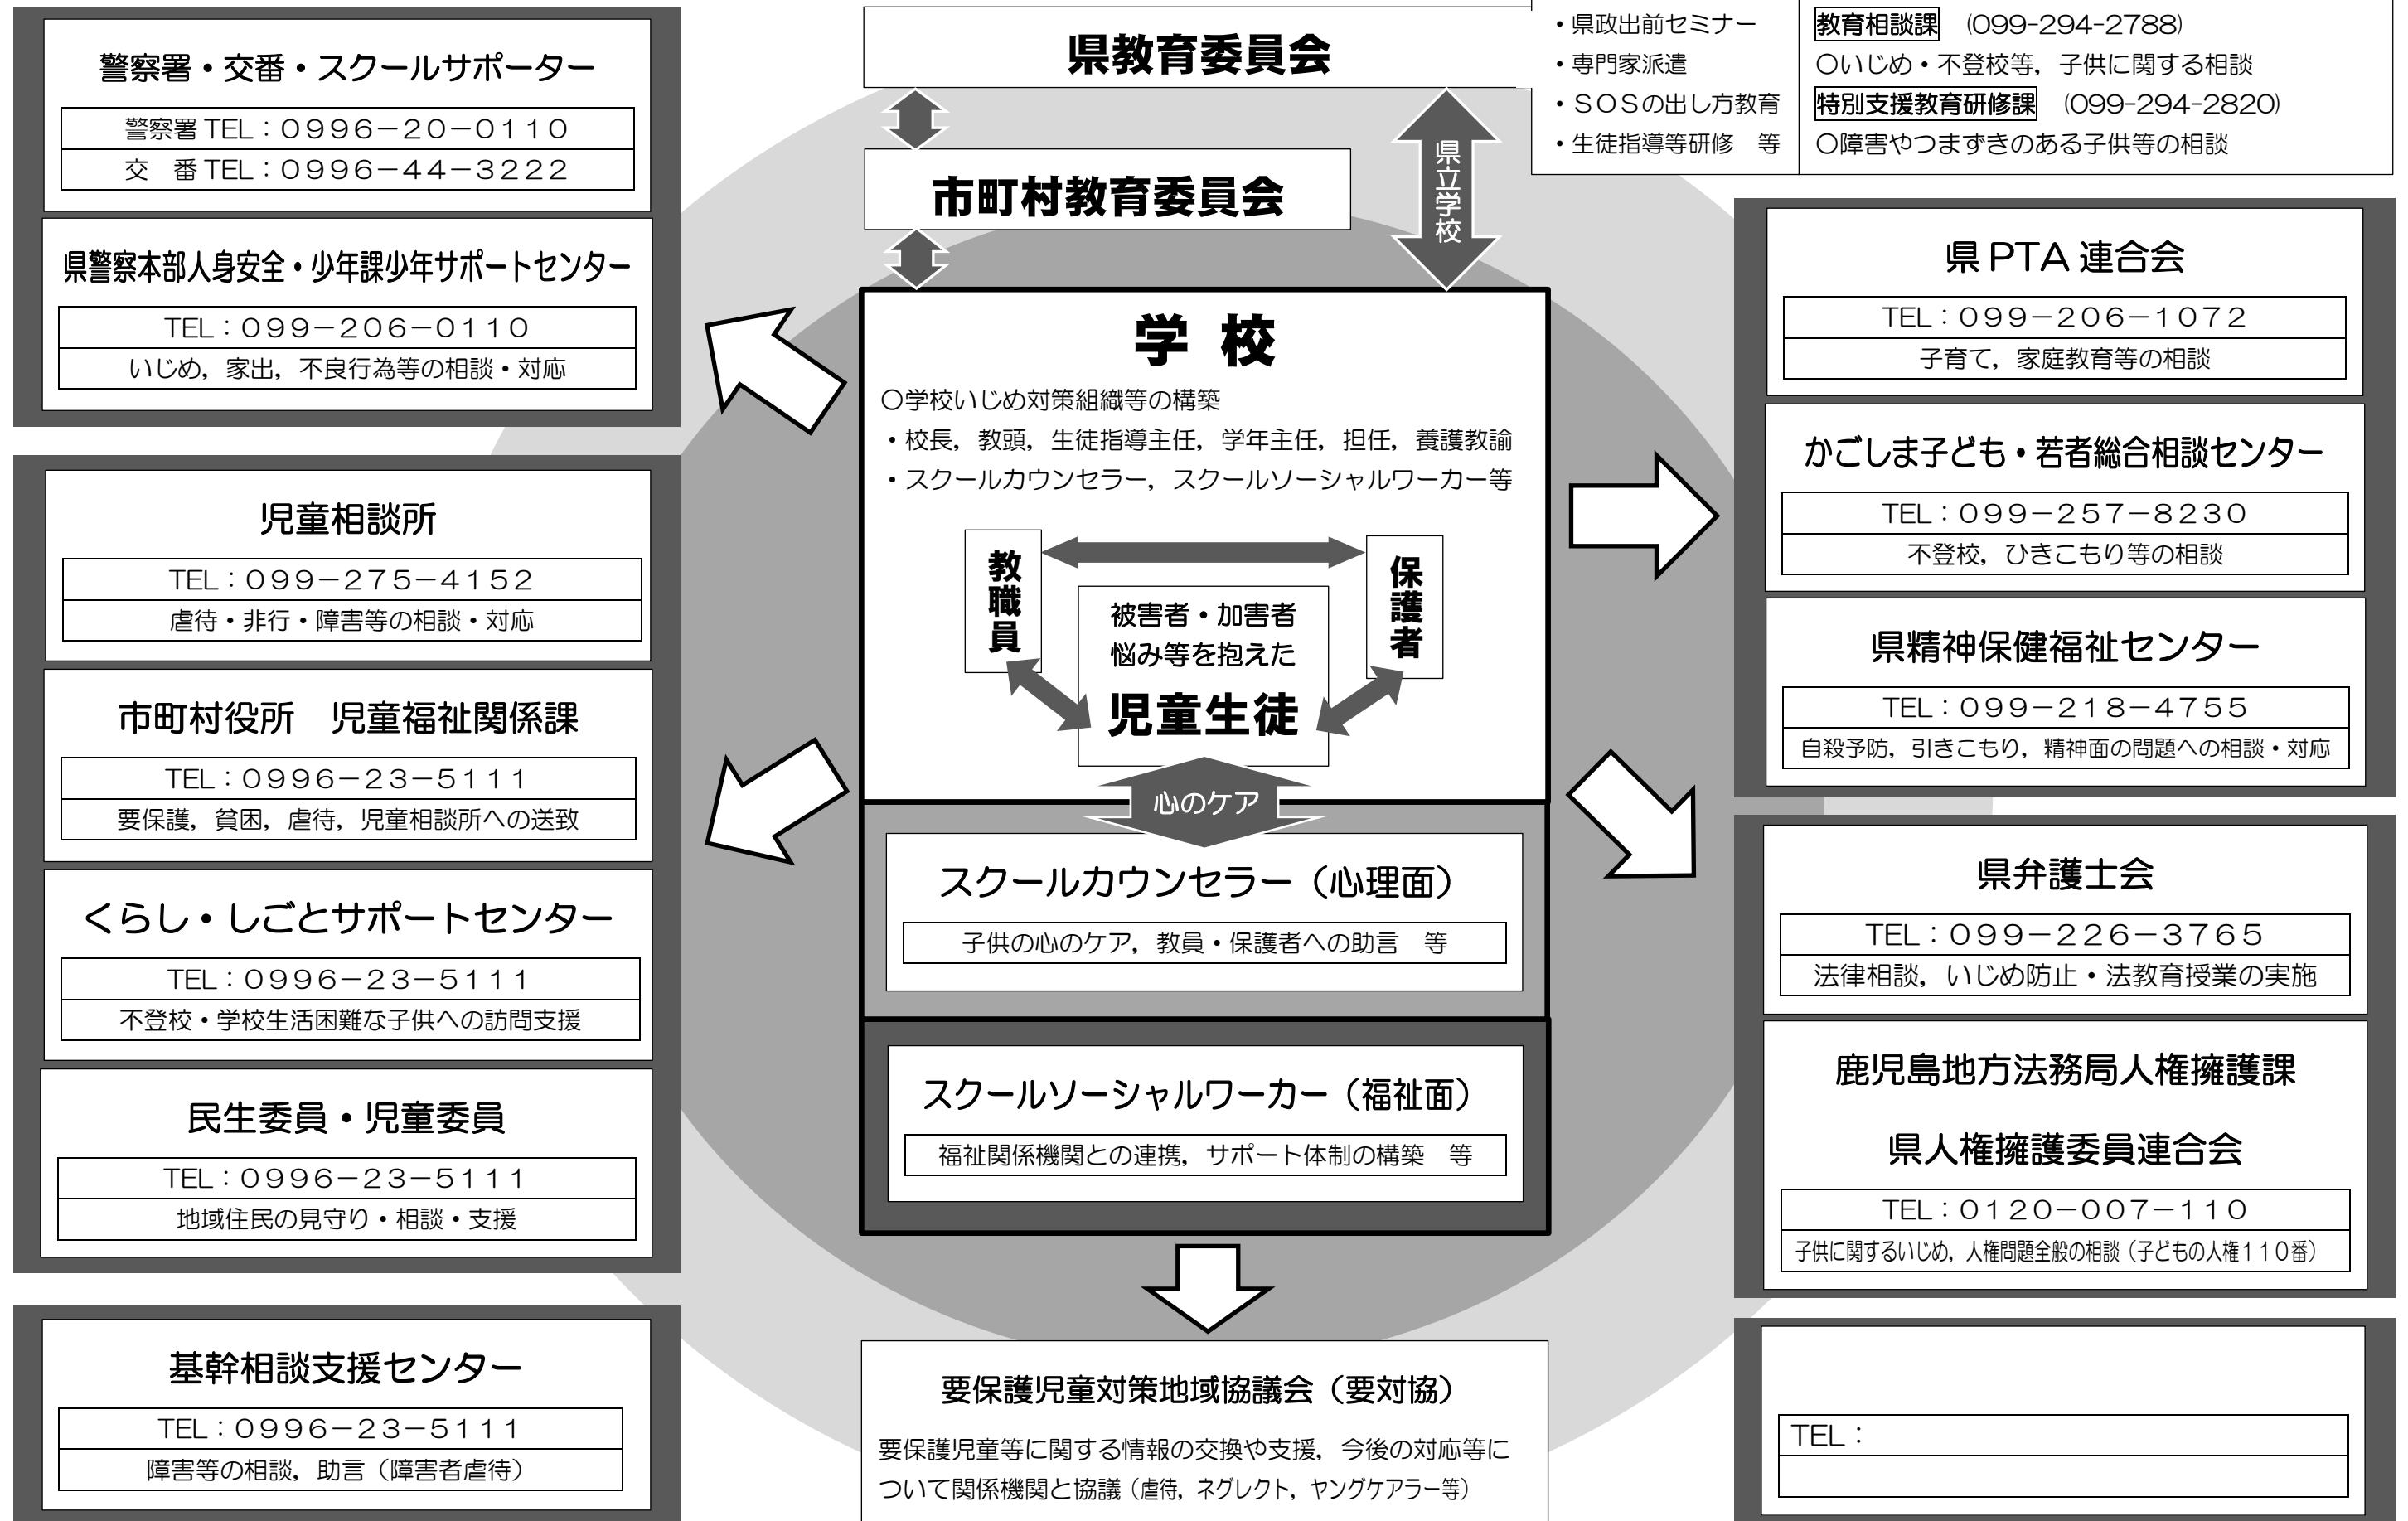 県教育委員会
・県政出前セミナー
・専門家派遣
・ＳＯＳの出し方教育
・生徒指導等研修　等
教育相談課　(099-294-2788)
〇いじめ・不登校等，子供に関する相談
特別支援教育研修課　(099-294-2820)
〇障害やつまずきのある子供等の相談
市町村教育委員会
県立学校
警察署・交番・スクールサポーター
警察署 TEL：０９９６－２０－０１１０
交　番 TEL：０９９６－４４－３２２２
県警察本部人身安全・少年課少年サポートセンター
TEL：０９９－２０６－０１１０
いじめ，家出，不良行為等の相談・対応
児童相談所
TEL：０９９－２７５－４１５２
虐待・非行・障害等の相談・対応
市町村役所　児童福祉関係課
TEL：０９９６－２３－５１１１
要保護，貧困，虐待，児童相談所への送致
くらし・しごとサポートセンター
TEL：０９９６－２３－５１１１
不登校・学校生活困難な子供への訪問支援
民生委員・児童委員
TEL：０９９６－２３－５１１１
地域住民の見守り・相談・支援
基幹相談支援センター
TEL：０９９６－２３－５１１１
障害等の相談，助言（障害者虐待）
学 校
〇学校いじめ対策組織等の構築
・校長，教頭，生徒指導主任，学年主任，担任，養護教諭
・スクールカウンセラー，スクールソーシャルワーカー等
教職員
保護者
被害者・加害者
悩み等を抱えた
児童生徒
心のケア
スクールカウンセラー（心理面）
子供の心のケア，教員・保護者への助言　等
スクールソーシャルワーカー（福祉面）
福祉関係機関との連携，サポート体制の構築　等
要保護児童対策地域協議会（要対協）
要保護児童等に関する情報の交換や支援，今後の対応等に
ついて関係機関と協議（虐待，ネグレクト，ヤングケアラー等）
県 PTA 連合会
TEL：０９９－２０６－１０７２
子育て，家庭教育等の相談
かごしま子ども・若者総合相談センター
TEL：０９９－２５７－８２３０
不登校，ひきこもり等の相談
県精神保健福祉センター
TEL：０９９－２１８－４７５５
自殺予防，引きこもり，精神面の問題への相談・対応
県弁護士会
TEL：０９９－２２６－３７６５
法律相談，いじめ防止・法教育授業の実施
鹿児島地方法務局人権擁護課
県人権擁護委員連合会
TEL：０１２０－００７－１１０
子供に関するいじめ，人権問題全般の相談（子どもの人権１１０番）
TEL：